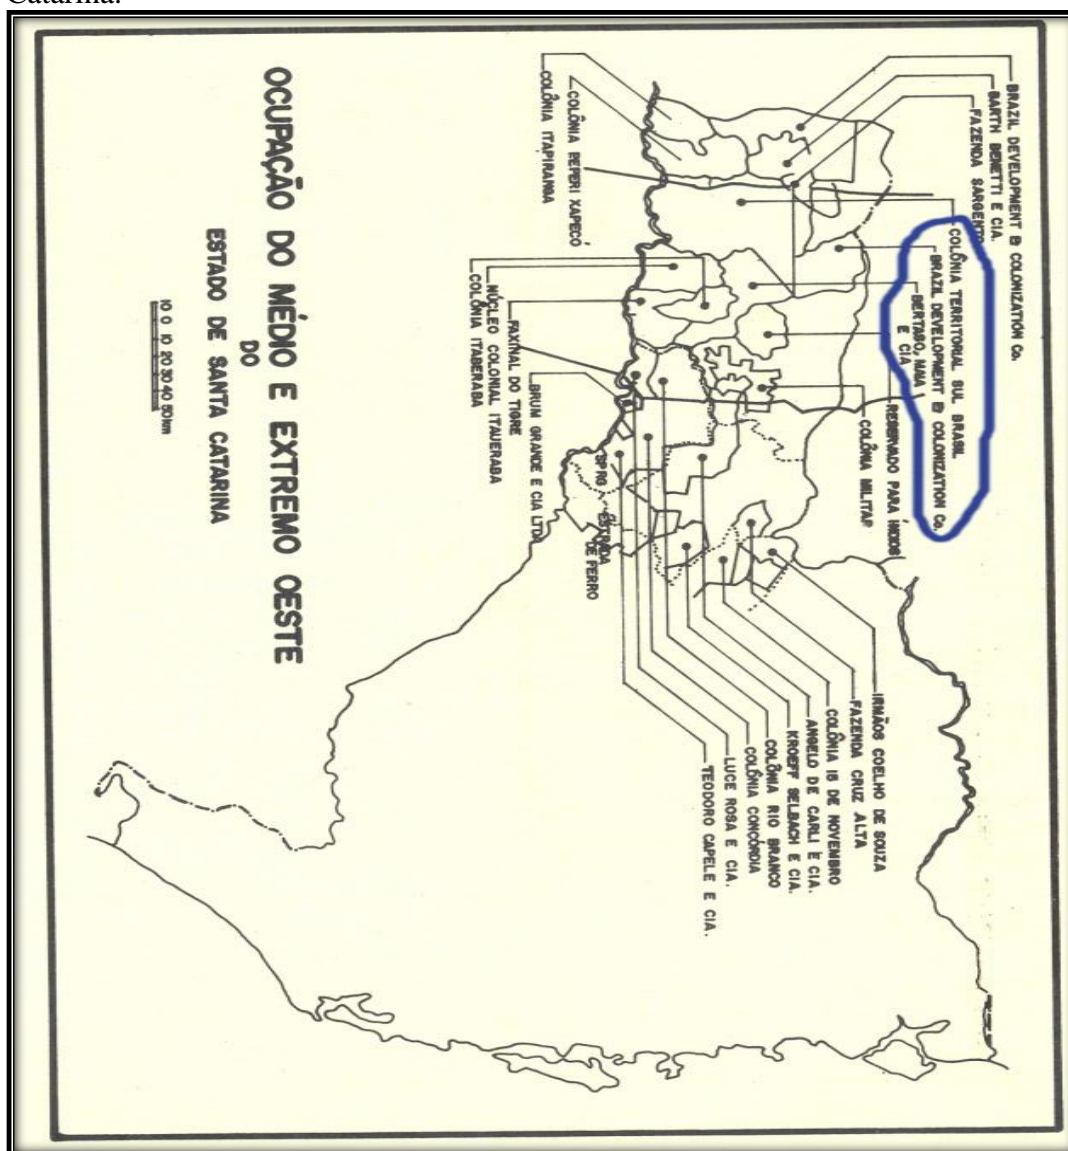 Catarina.
BRAZIL DEVELOPMENT & COLONIZATION Co.
BARTH BENETTI E CIA.
FAZENDA SARGENTO
COLÔNIA TERRITORIAL SUL BRASIL
BRAZIL DEVELOPMENT & COLONIZATION Co.
BERTASO, MAIA
E CIA
RESERVADO PARA ÍNDIOS
COLÔNIA MILITAR
IRMÃOS COELHO DE SOUZA
FAZENDA CRUZ ALTA
COLÔNIA 15 DE NOVEMBRO
ANGELO DE CARLI E CIA.
KROEFF SELBACH E CIA.
COLÔNIA RIO BRANCO
COLÔNIA CONCÓRDIA
LUCE ROSA E CIA.
TEODORO CAPELE E CIA.
SPRG
ESTRADA
DE FERRO
COLÔNIA PEPERI XAPECÓ
COLÔNIA ITAPIRANGA
BRUM GRANDE E CIA LTDA
FAXINAL DO TIGRE
NÚCLEO COLONIAL ITAUERABA
COLÔNIA ITABERABA
OCUPAÇÃO DO MÉDIO E EXTREMO OESTE
DO
ESTADO DE SANTA CATARINA
10 0 10 20 30 40 50km